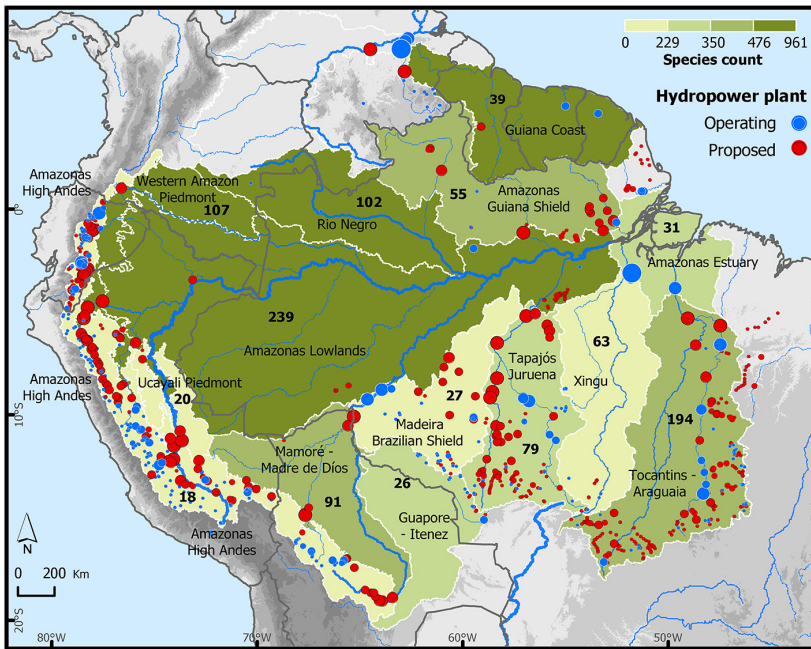 0 229 350 476 961
Species count
Hydropower plant
Operating
Proposed
39
Guiana Coast
Amazonas
High Andes
Western Amazon
Piedmont
107
102
Rio Negro
55
Amazonas
Guiana Shield
0°
31
Amazonas Estuary
239
Amazonas Lowlands
63
Xingu
Tapajós
Juruena
Amazonas
High Andes
Ucayali Piedmont
20
27
Madeira
Brazilian Shield
10°S
194
Mamoré -
Madre de Díos
79
Tocantins -
Araguaia
91
26
18
Guapore
- Itenez
Amazonas
High Andes
N
0 200 Km
20°S
80°W 70°W 60°W 50°W